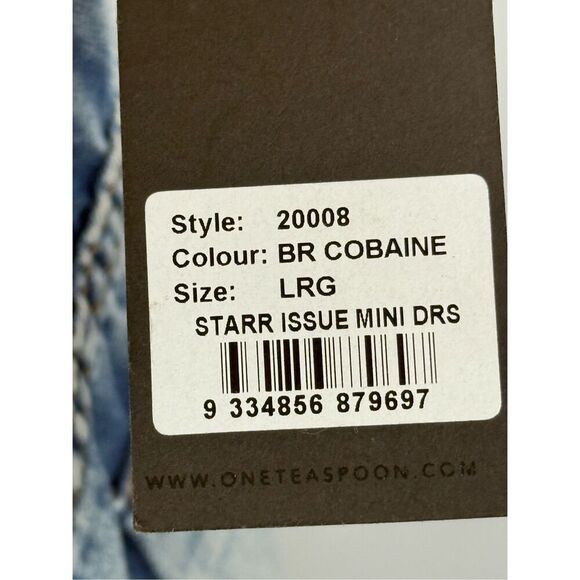 Style: 20008
Colour: BR COBAINE
Size: LRG
STARR ISSUE MINI DRS
9 334856 879697
WWW.ONETEASPOON.COM